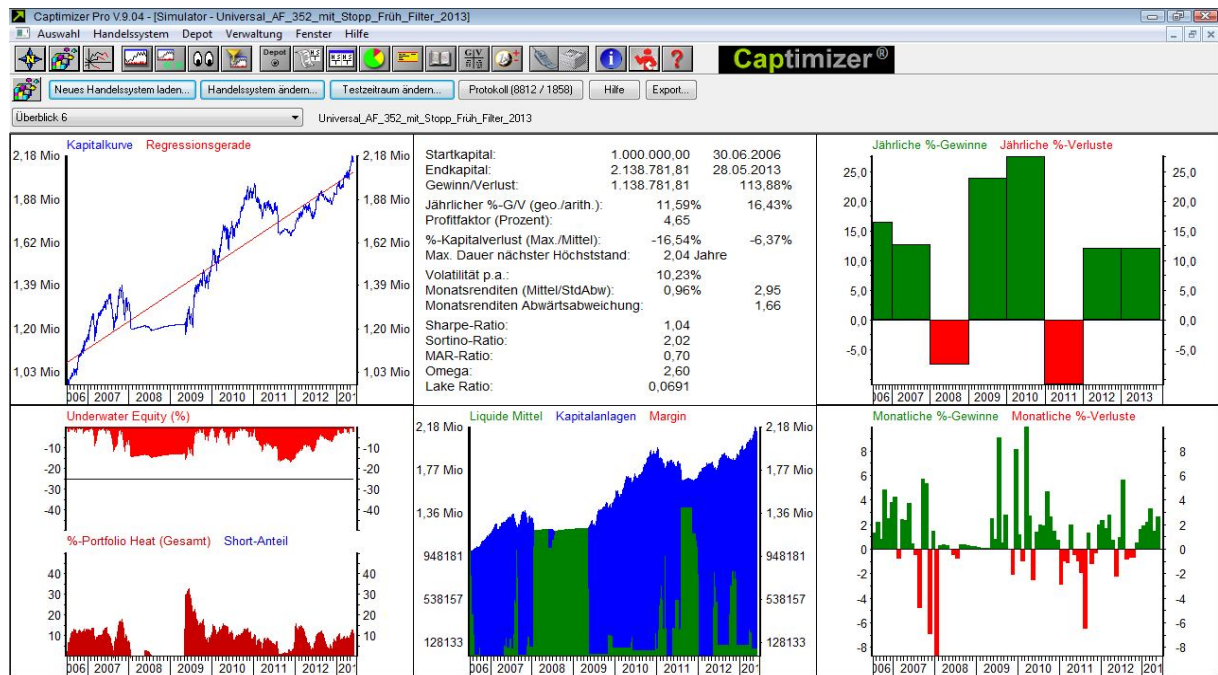 Captimizer Pro V.9.04 - [Simulator - Universal_AF_352_mit_Stopp_Früh_Filter_2013]
Auswahl Handelssystem Depot Verwaltung Fenster Hilfe
Depot
G/V
Captimizer®
Neues Handelssystem laden... Handelssystem ändern... Testzeitraum ändern... Protokoll (8812 / 1858) Hilfe Export...
Überblick 6 Universal_AF_352_mit_Stopp_Früh_Filter_2013
Kapitalkurve Regressionsgerade
2,18 Mio 2,18 Mio
1,88 Mio 1,88 Mio
1,62 Mio 1,62 Mio
1,39 Mio 1,39 Mio
1,20 Mio 1,20 Mio
1,03 Mio 1,03 Mio
006 2007 2008 2009 2010 2011 2012 201
Startkapital: 1.000.000,00 30.06.2006
Endkapital: 2.138.781,81 28.05.2013
Gewinn/Verlust: 1.138.781,81 113,88%
Jährlicher %-G/V (geo./arith.): 11,59% 16,43%
Profitfaktor (Prozent): 4,65
%-Kapitalverlust (Max./Mittel): -16,54% -6,37%
Max. Dauer nächster Höchststand: 2,04 Jahre
Volatilität p.a.: 10,23%
Monatsrenditen (Mittel/StdAbw): 0,96% 2,95
Monatsrenditen Abwärtsabweichung: 1,66
Sharpe-Ratio: 1,04
Sortino-Ratio: 2,02
MAR-Ratio: 0,70
Omega: 2,60
Lake Ratio: 0,0691
Jährliche %-Gewinne Jährliche %-Verluste
25,0 25,0
20,0 20,0
15,0 15,0
10,0 10,0
5,0 5,0
0,0 0,0
-5,0 -5,0
006 2007 2008 2009 2010 2011 2012 2013
Underwater Equity (%)
-10 -10
-20 -20
-30 -30
-40 -40
%-Portfolio Heat (Gesamt) Short-Anteil
40 40
30 30
20 20
10 10
006 2007 2008 2009 2010 2011 2012 201
Liquide Mittel Kapitalanlagen Margin
2,18 Mio 2,18 Mio
1,77 Mio 1,77 Mio
1,36 Mio 1,36 Mio
948181 948181
538157 538157
128133 128133
006 2007 2008 2009 2010 2011 2012 201
Monatliche %-Gewinne Monatliche %-Verluste
8 8
6 6
4 4
2 2
0 0
-2 -2
-4 -4
-6 -6
-8 -8
006 2007 2008 2009 2010 2011 2012 201